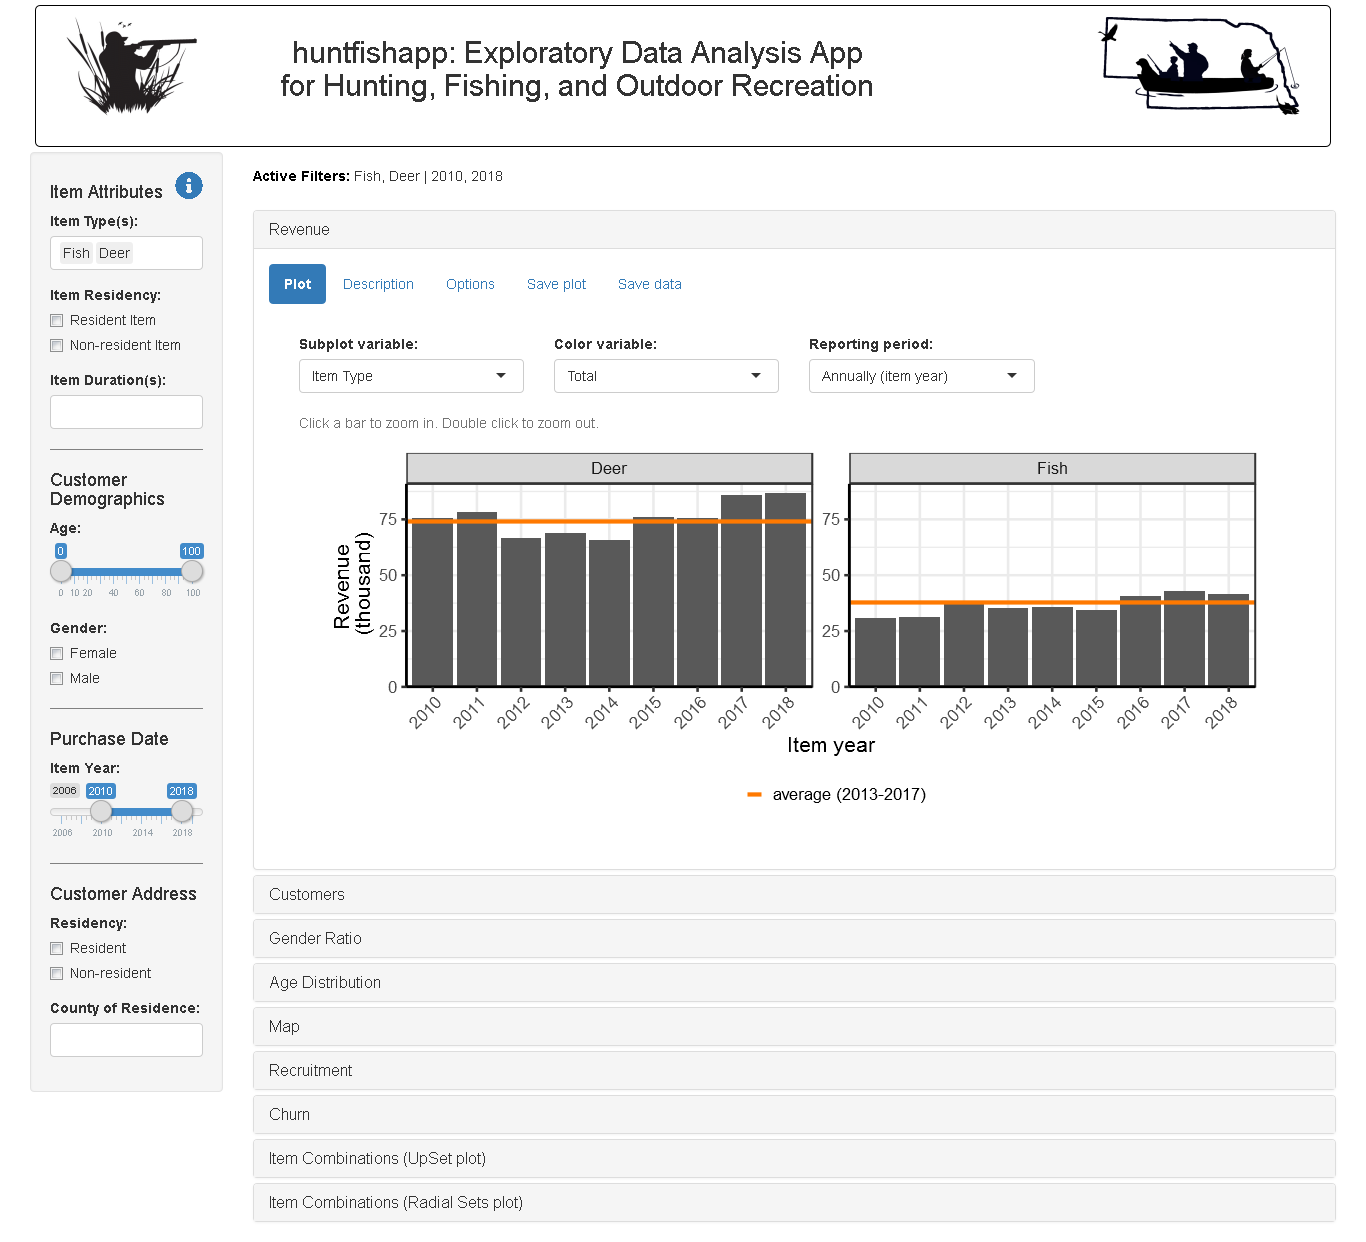 huntfishapp: Exploratory Data Analysis App
for Hunting, Fishing, and Outdoor Recreation
Item Attributes
Item Type(s):
Fish Deer
Item Residency:
Resident Item
Non-resident Item
Item Duration(s):
Customer
Demographics
Age:
0 100
0 10 20 40 60 80 100
Gender:
Female
Male
Purchase Date
Item Year:
2006 2010 2018
2006 2010 2014 2018
Customer Address
Residency:
Resident
Non-resident
County of Residence:
Active Filters: Fish, Deer | 2010, 2018
Revenue
Plot Description Options Save plot Save data
Subplot variable: Color variable: Reporting period:
Item Type Total Annually (item year)
Click a bar to zoom in. Double click to zoom out.
Deer Fish
Revenue
(thousand)
75 75
50 50
25 25
0 0
2010 2011 2012 2013 2014 2015 2016 2017 2018 2010 2011 2012 2013 2014 2015 2016 2017 2018
Item year
average (2013-2017)
Customers
Gender Ratio
Age Distribution
Map
Recruitment
Churn
Item Combinations (UpSet plot)
Item Combinations (Radial Sets plot)